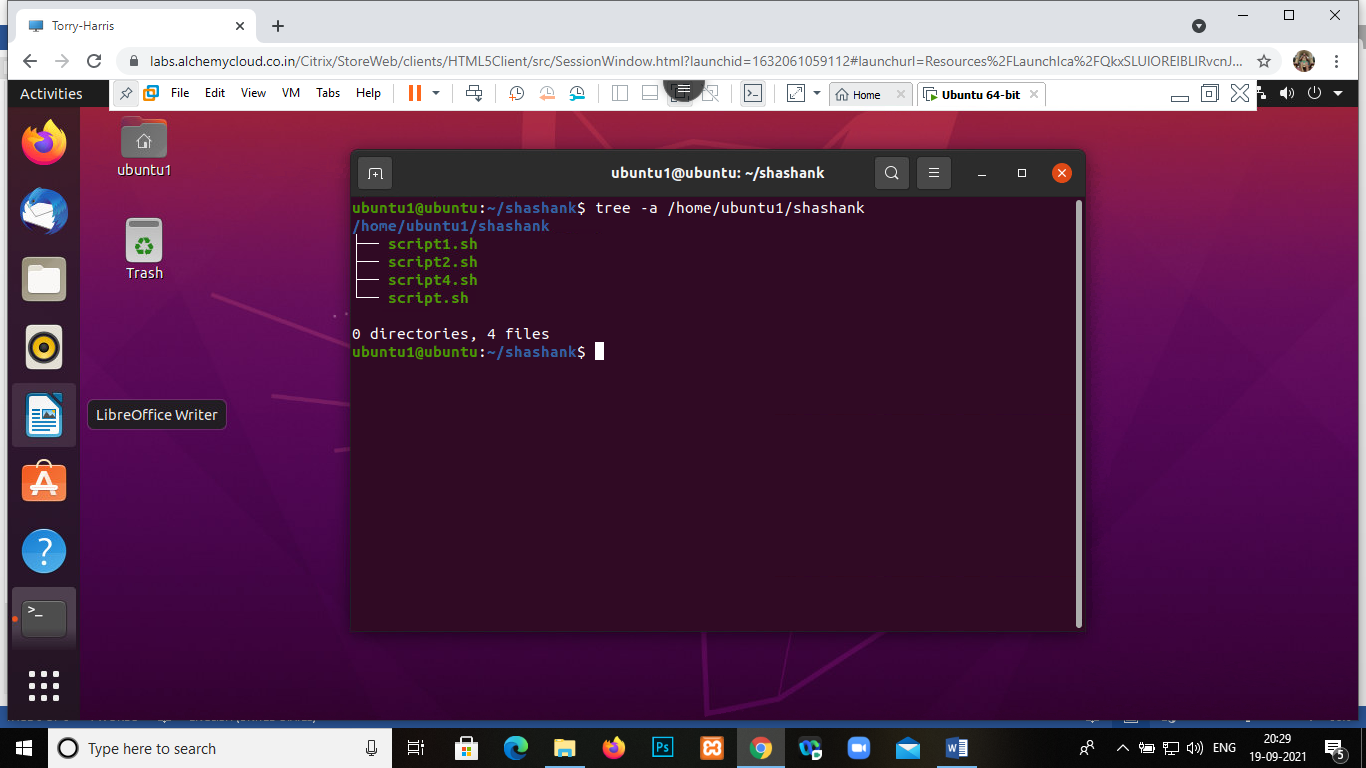 Torry-Harris
labs.alchemycloud.co.in/Citrix/StoreWeb/clients/HTML5Client/src/SessionWindow.html?launchid=1632061059112#launchurl=Resources%2FLaunchIca%2FQkxSLUlORElBLlRvcnJ...
Activities
File Edit View VM Tabs Help
Home
Ubuntu 64-bit
ubuntu1
Trash
LibreOffice Writer
ubuntu1@ubuntu: ~/shashank
ubuntu1@ubuntu:~/shashank$ tree -a /home/ubuntu1/shashank
/home/ubuntu1/shashank
├── script1.sh
├── script2.sh
├── script4.sh
└── script.sh
0 directories, 4 files
ubuntu1@ubuntu:~/shashank$
Type here to search
Ps
ENG
20:29
19-09-2021
5